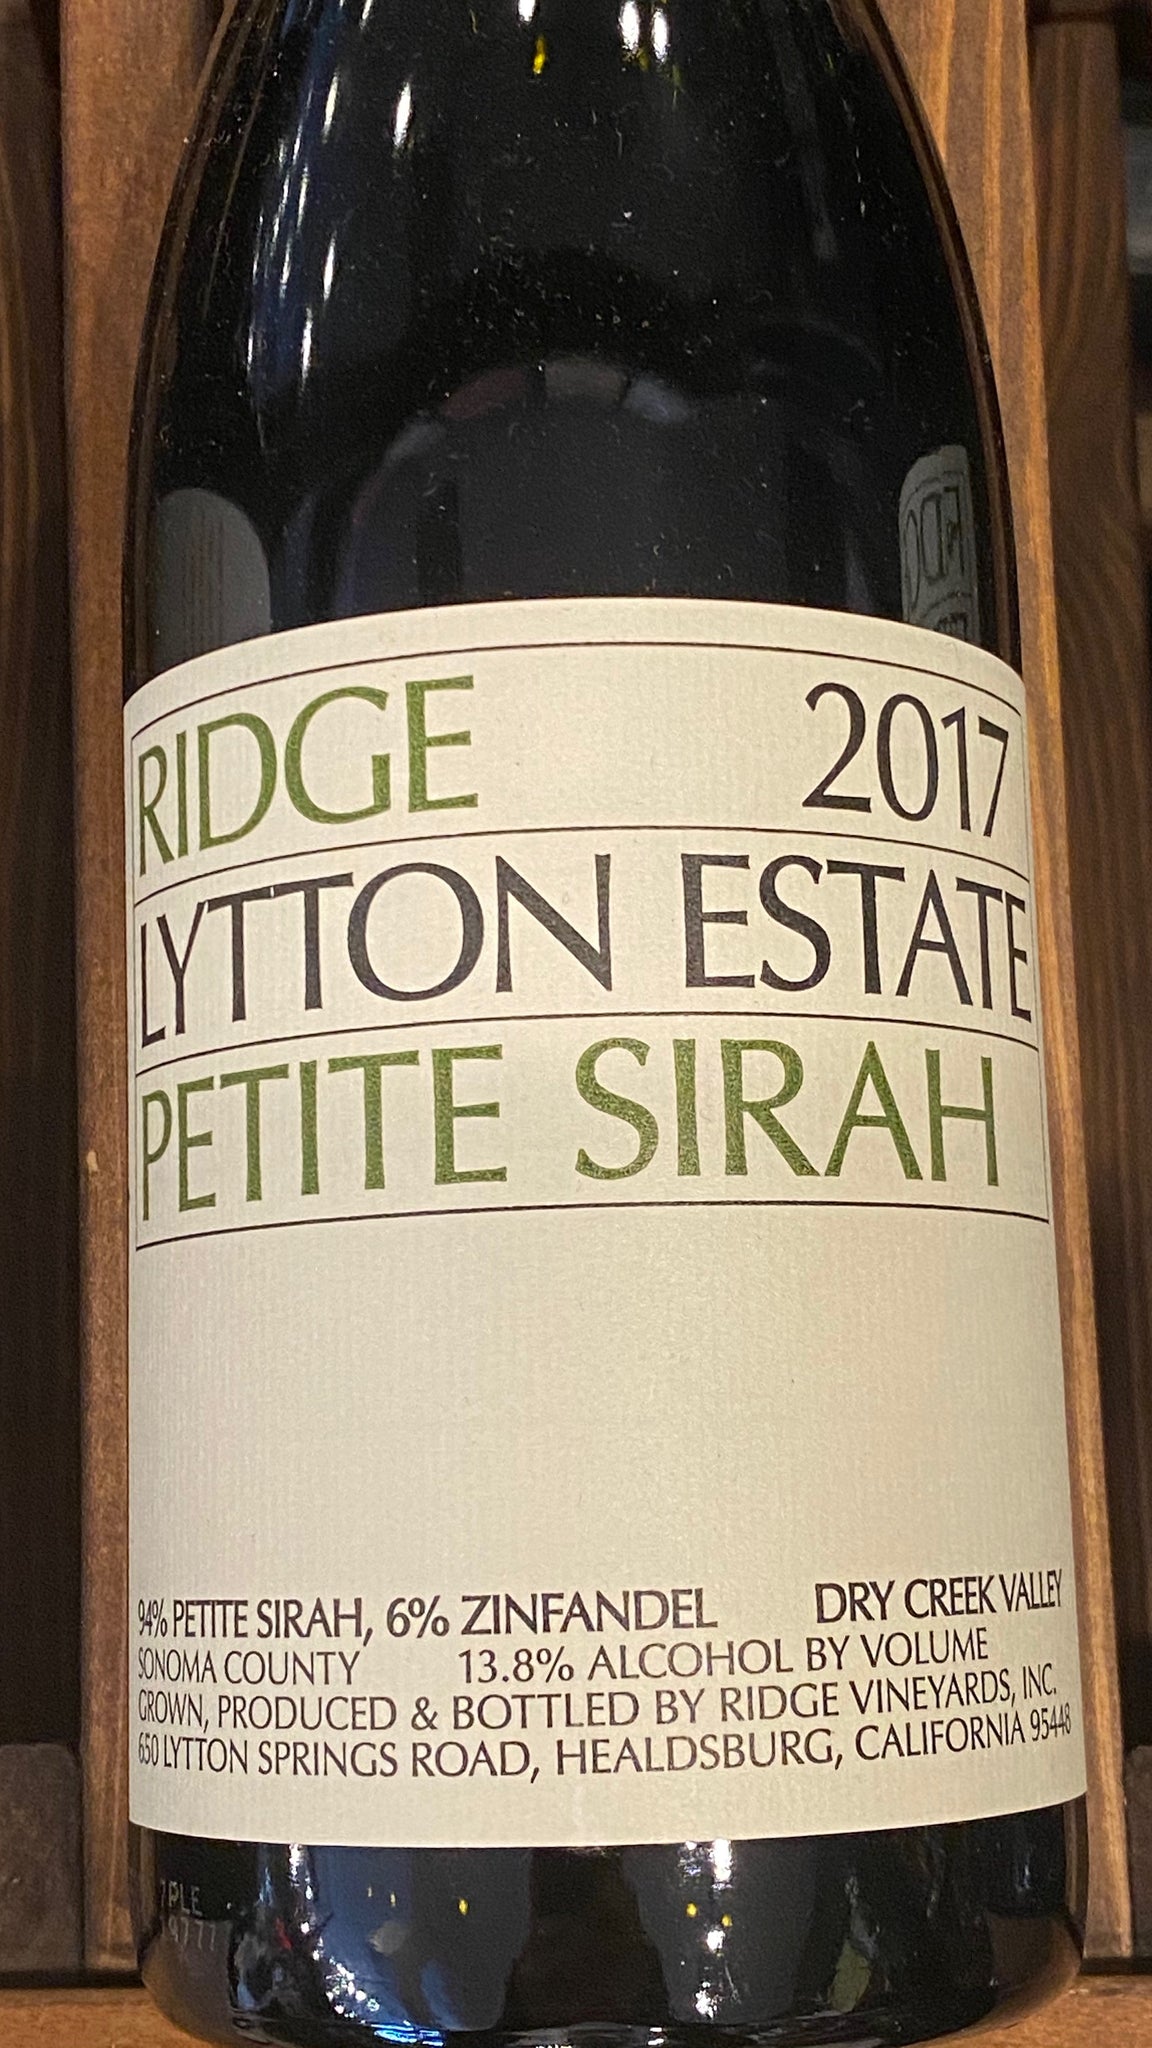 RIDGE 2017
LYTTON ESTATE
PETITE SIRAH
94% PETITE SIRAH, 6% ZINFANDEL DRY CREEK VALLEY
SONOMA COUNTY 13.8% ALCOHOL BY VOLUME
GROWN, PRODUCED & BOTTLED BY RIDGE VINEYARDS, INC.
650 LYTTON SPRINGS ROAD, HEALDSBURG, CALIFORNIA 95448